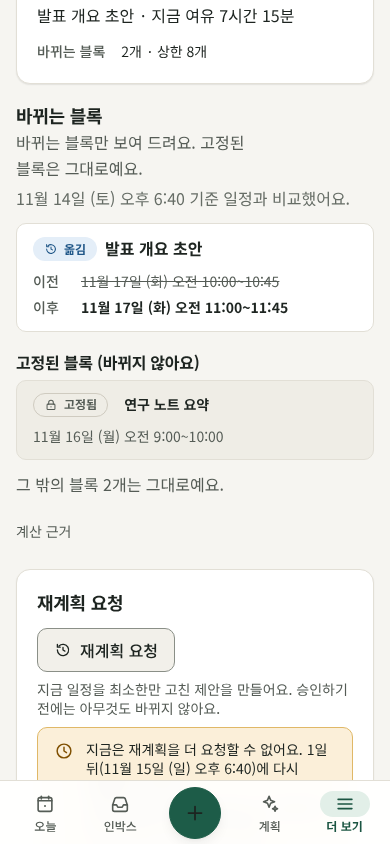 발표 개요 초안 · 지금 여유 7시간 15분
바뀌는 블록 2개 · 상한 8개
바뀌는 블록
바뀌는 블록만 보여 드려요. 고정된
블록은 그대로예요.
11월 14일 (토) 오후 6:40 기준 일정과 비교했어요.
옮김 발표 개요 초안
이전 11월 17일 (화) 오전 10:00~10:45
이후 11월 17일 (화) 오전 11:00~11:45
고정된 블록 (바뀌지 않아요)
고정됨 연구 노트 요약
11월 16일 (월) 오전 9:00~10:00
그 밖의 블록 2개는 그대로예요.
계산 근거
재계획 요청
재계획 요청
지금 일정을 최소한만 고친 제안을 만들어요. 승인하기
전에는 아무것도 바뀌지 않아요.
지금은 재계획을 더 요청할 수 없어요. 1일
뒤(11월 15일 (일) 오후 6:40)에 다시
오늘 인박스 계획 더 보기